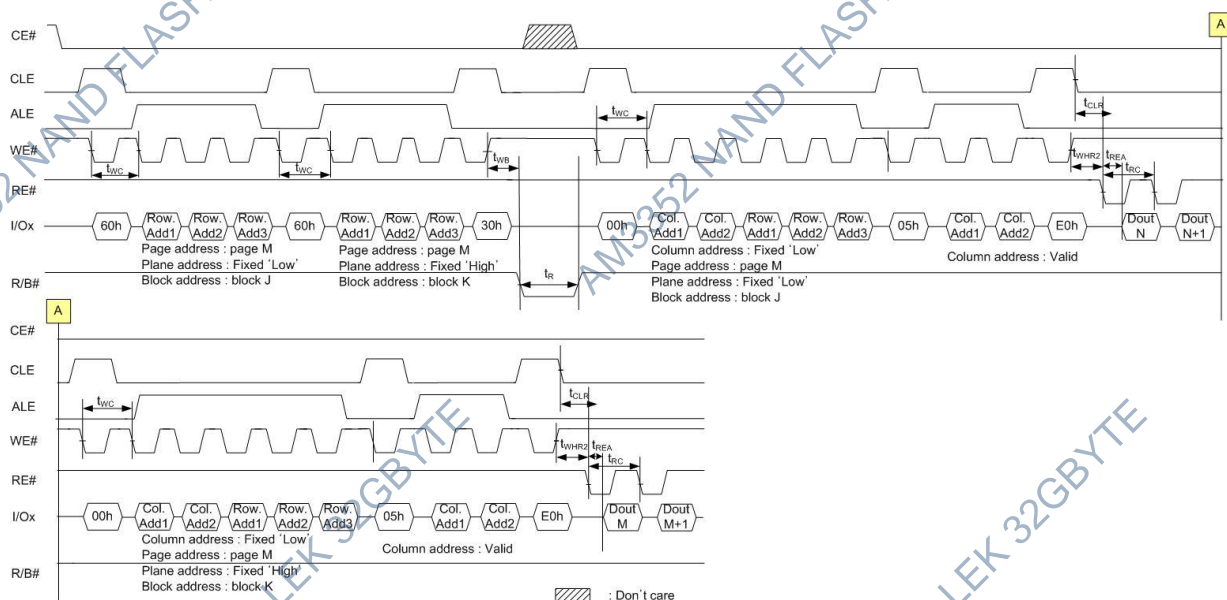 CE#
A
CLE
ALE
tWC
tCLR
WE#
tWC
tWC
tWB
tWHR2
tREA
tRC
RE#
I/Ox
60h
Row. Add1
Row. Add2
Row. Add3
60h
Row. Add1
Row. Add2
Row. Add3
30h
00h
Col. Add1
Col. Add2
Row. Add1
Row. Add2
Row. Add3
05h
Col. Add1
Col. Add2
E0h
Dout N
Dout N+1
Page address : page M
Plane address : Fixed 'Low'
Block address : block J
Page address : page M
Plane address : Fixed 'High'
Block address : block K
Column address : Fixed 'Low'
Page address : page M
Plane address : Fixed 'Low'
Block address : block J
Column address : Valid
R/B#
tR
A
CE#
CLE
ALE
tWC
tCLR
WE#
tWHR2
tREA
tRC
RE#
I/Ox
00h
Col. Add1
Col. Add2
Row. Add1
Row. Add2
Row. Add3
05h
Col. Add1
Col. Add2
E0h
Dout M
Dout M+1
Column address : Fixed 'Low'
Page address : page M
Plane address : Fixed 'High'
Block address : block K
Column address : Valid
R/B#
: Don't care
52 NAND FLASH
AM3352 NAND FLASH
LEK 32GBYTE
LEK 32GBYTE